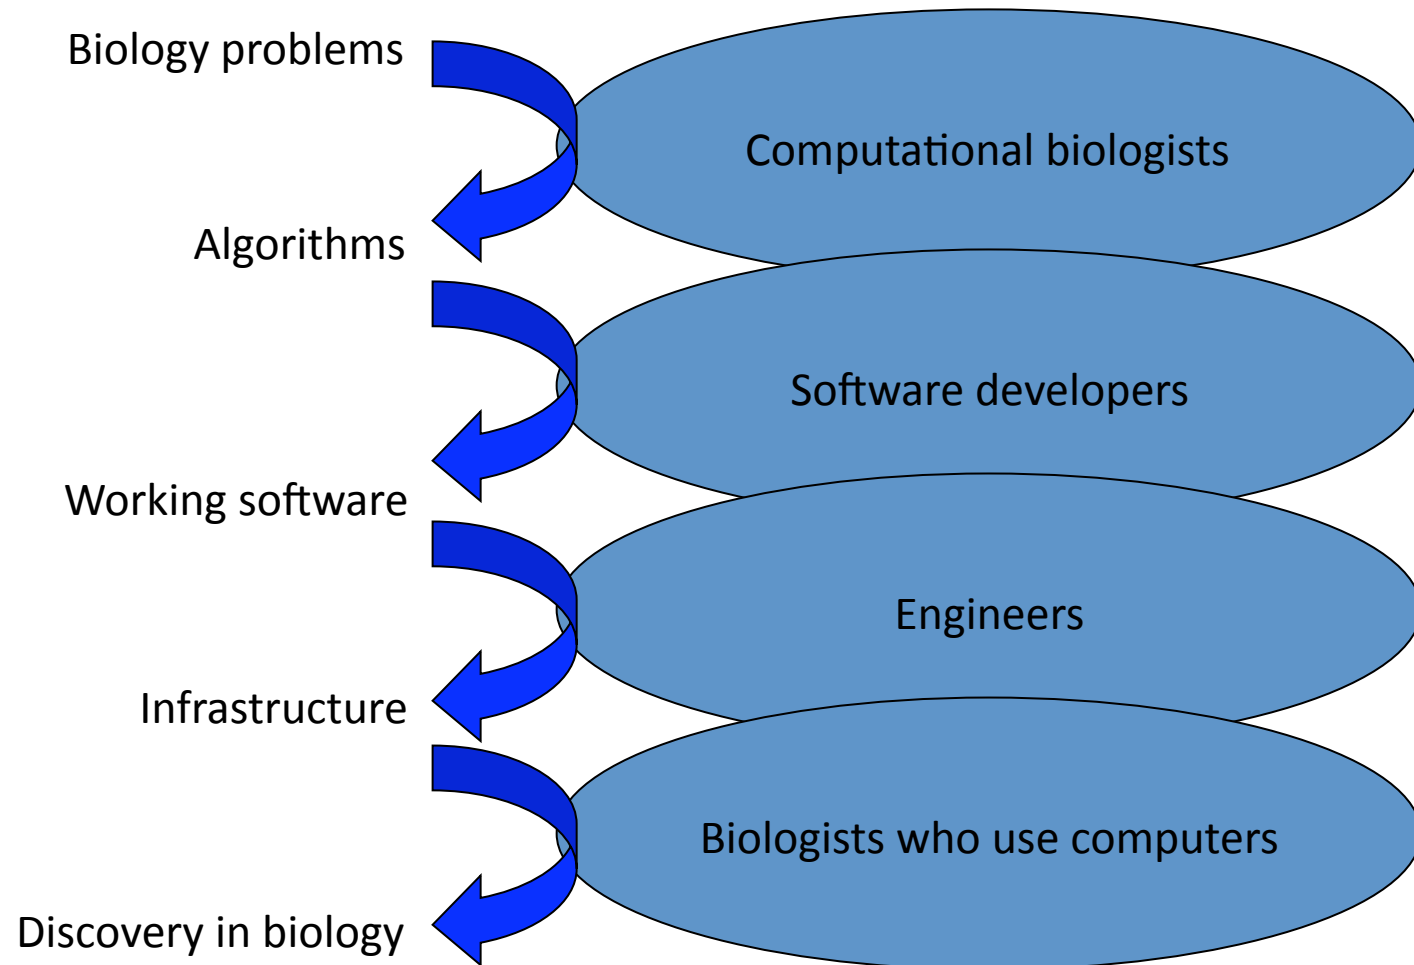 Biology problems
Computational biologists
Algorithms
Software developers
Working software
Engineers
Infrastructure
Biologists who use computers
Discovery in biology